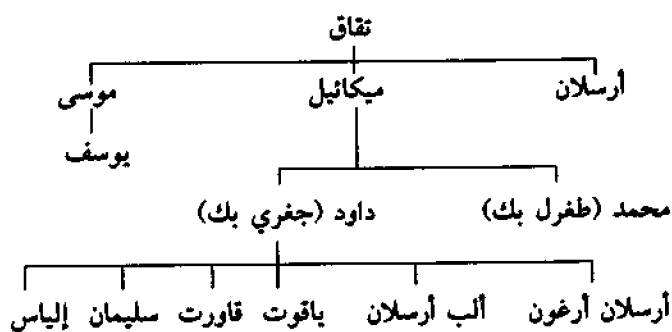 تقاق
أرسلان ميكائيل موسى
يوسف
محمد (طغرل بك) داود (جغري بك)
أرسلان أرغون ألب أرسلان ياقوت قاورت سليمان إلياس